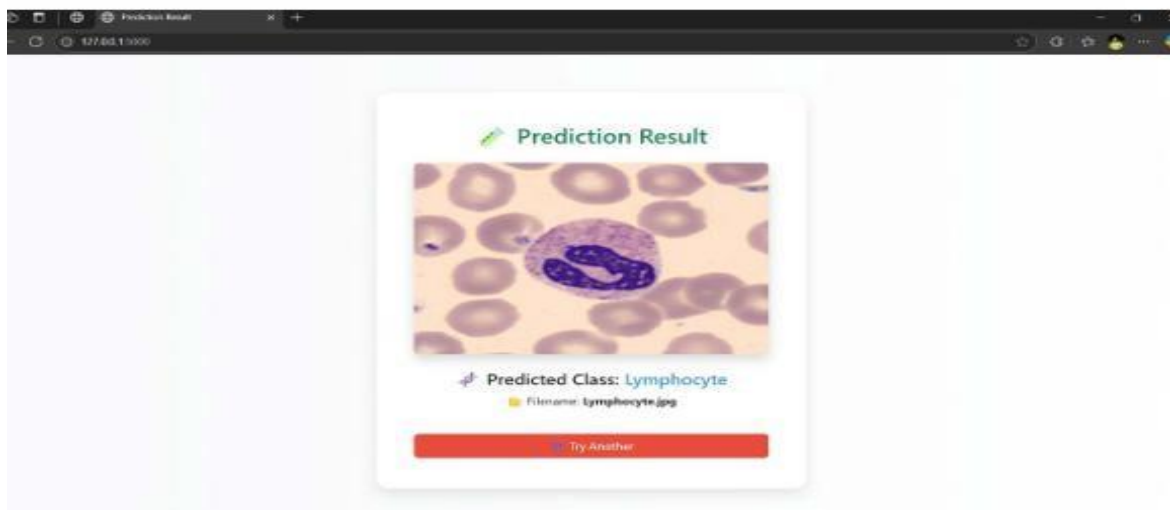 Prediction Result
127.0.0.1:5000
Prediction Result
Predicted Class: Lymphocyte
Filename: Lymphocyte.jpg
Try Another